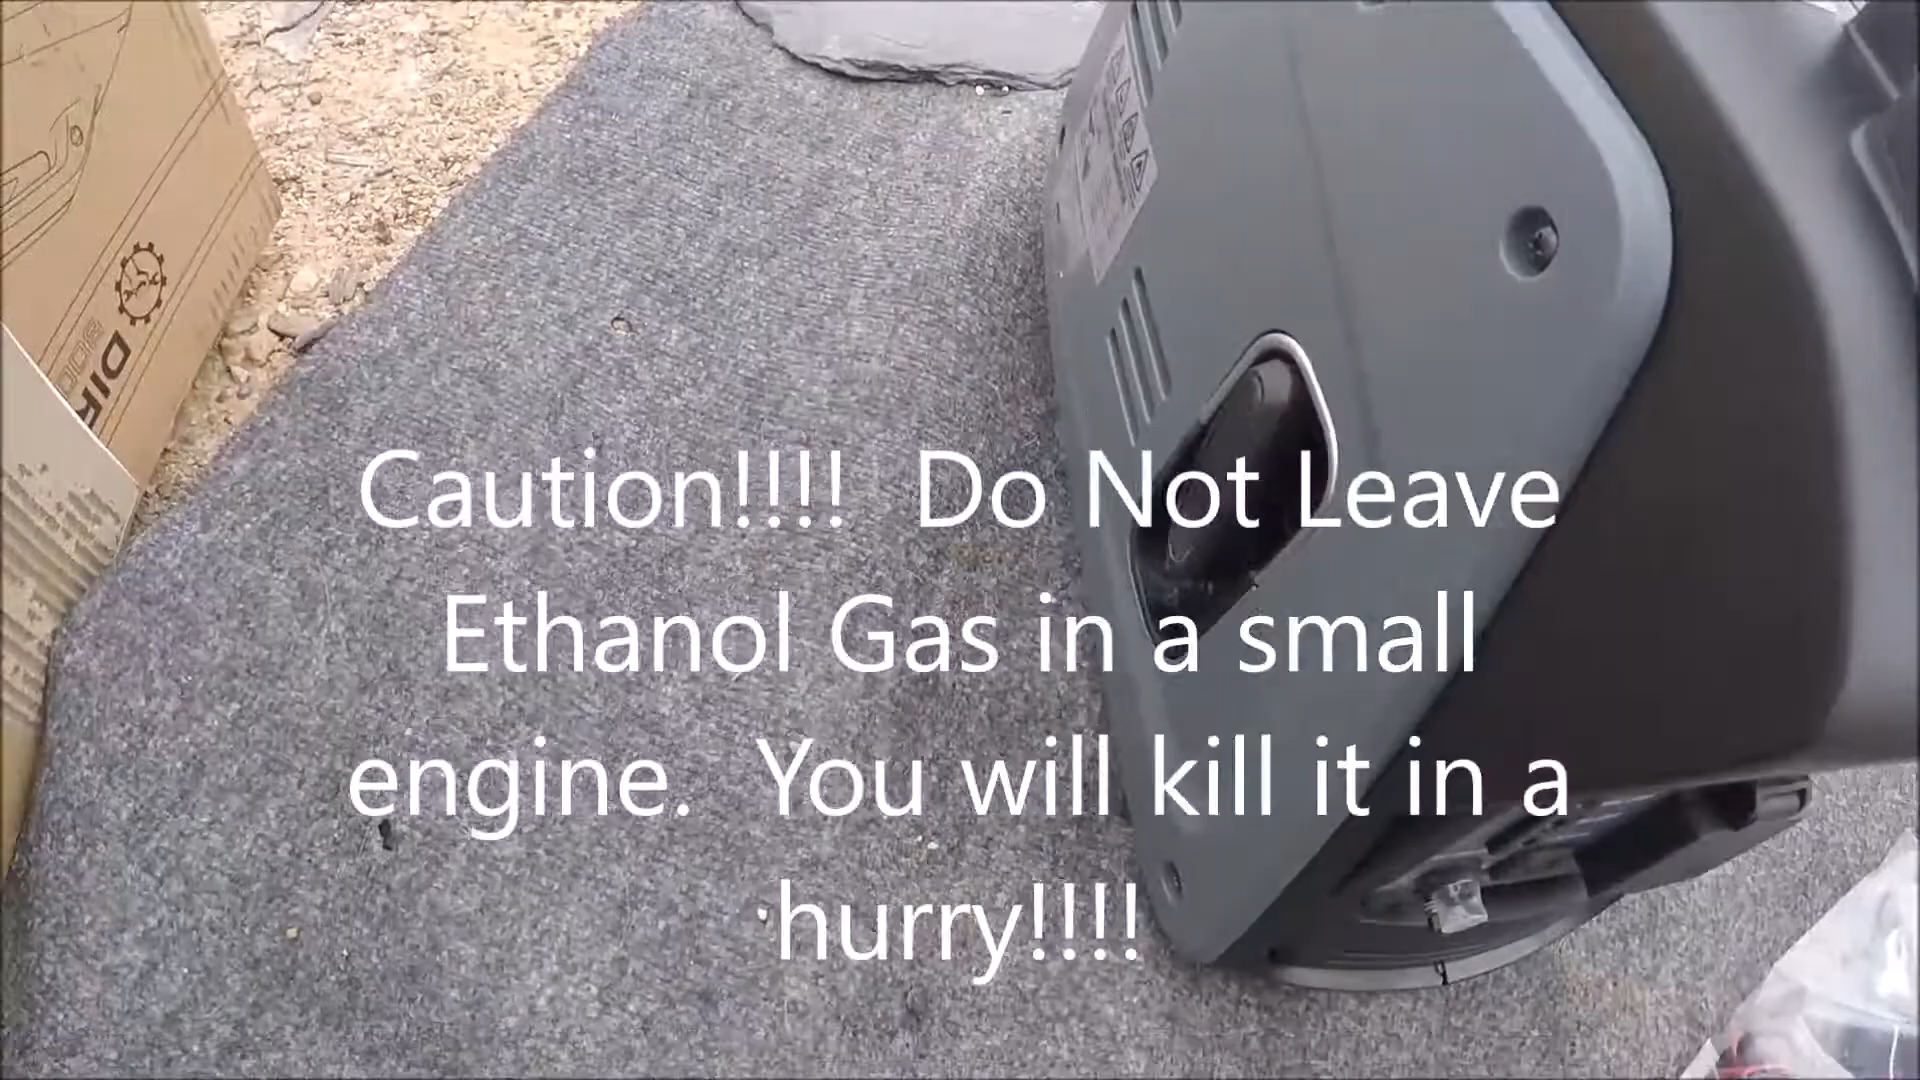 Caution!!!!  Do Not Leave
Ethanol Gas in a small
engine.  You will kill it in a
hurry!!!!